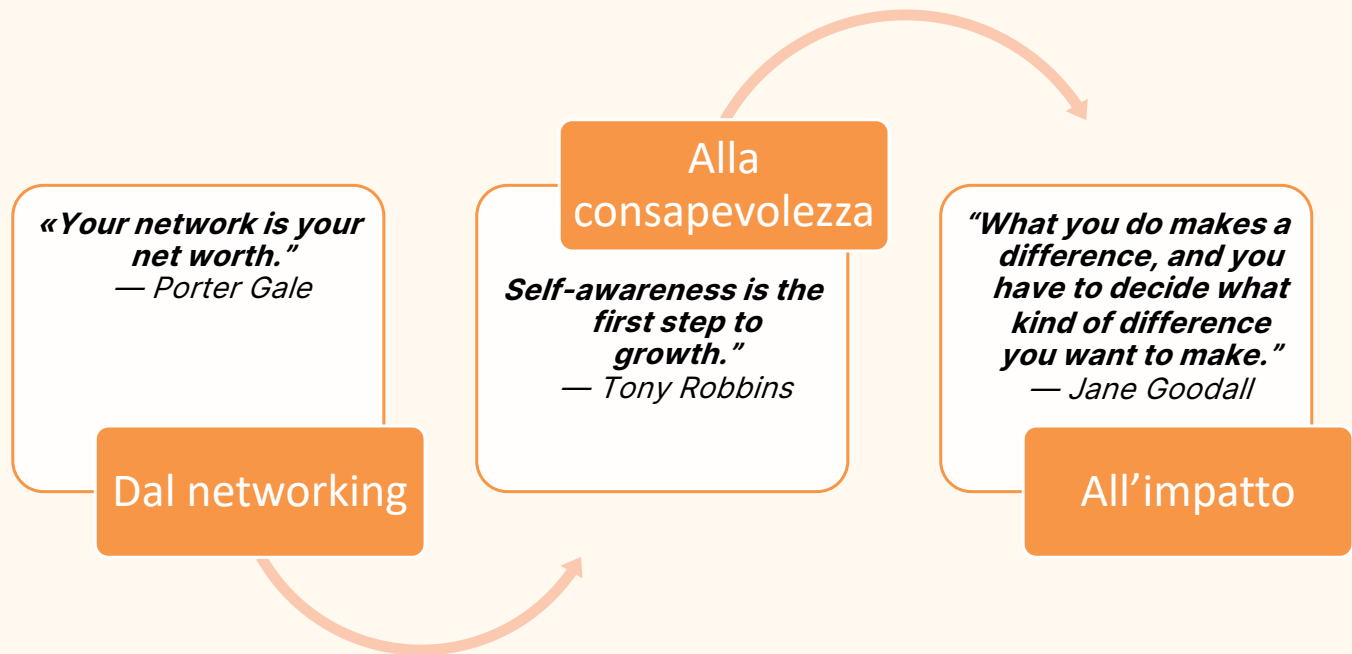 «Your network is your
net worth.”
— Porter Gale
Dal networking
Alla
consapevolezza
Self-awareness is the
first step to
growth.”
— Tony Robbins
“What you do makes a
difference, and you
have to decide what
kind of difference
you want to make.”
— Jane Goodall
All’impatto